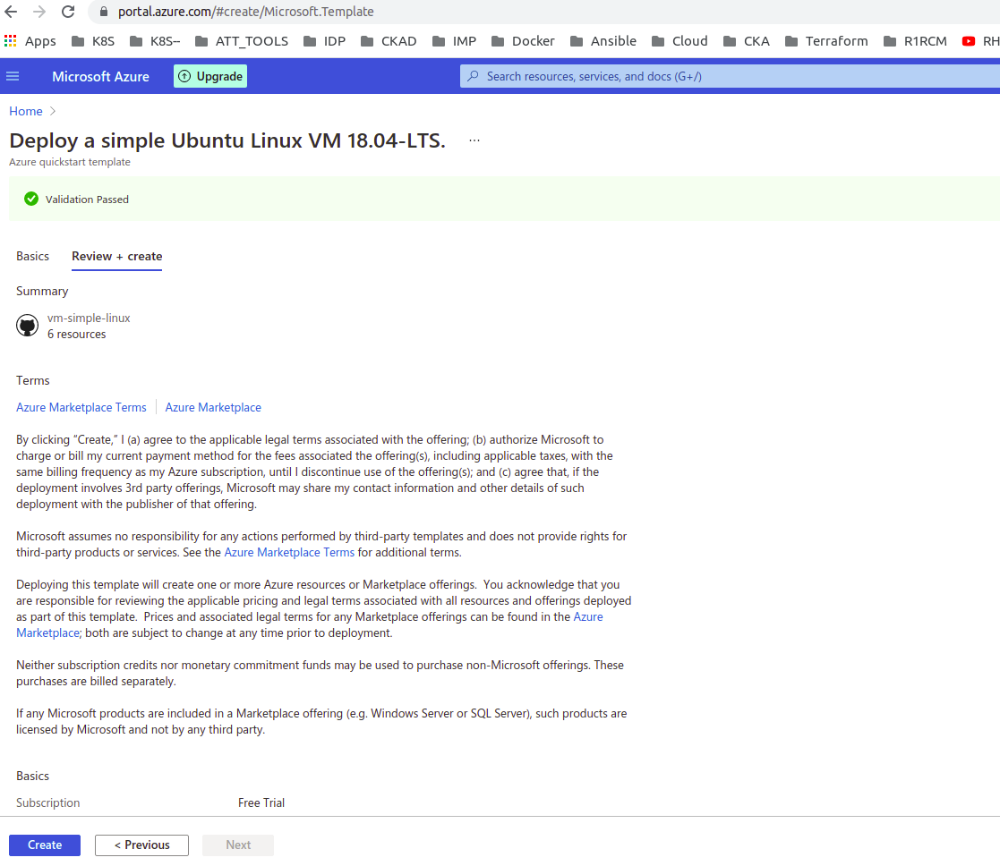 portal.azure.com/#create/Microsoft.Template
Apps K8S K8S-- ATT_TOOLS IDP CKAD IMP Docker Ansible Cloud CKA Terraform R1RCM RH
Microsoft Azure Upgrade Search resources, services, and docs (G+/)
Home >
Deploy a simple Ubuntu Linux VM 18.04-LTS. ...
Azure quickstart template
Validation Passed
Basics Review + create
Summary
vm-simple-linux
6 resources
Terms
Azure Marketplace Terms Azure Marketplace
By clicking “Create,” I (a) agree to the applicable legal terms associated with the offering; (b) authorize Microsoft to
charge or bill my current payment method for the fees associated the offering(s), including applicable taxes, with the
same billing frequency as my Azure subscription, until I discontinue use of the offering(s); and (c) agree that, if the
deployment involves 3rd party offerings, Microsoft may share my contact information and other details of such
deployment with the publisher of that offering.
Microsoft assumes no responsibility for any actions performed by third-party templates and does not provide rights for
third-party products or services. See the Azure Marketplace Terms for additional terms.
Deploying this template will create one or more Azure resources or Marketplace offerings. You acknowledge that you
are responsible for reviewing the applicable pricing and legal terms associated with all resources and offerings deployed
as part of this template. Prices and associated legal terms for any Marketplace offerings can be found in the Azure
Marketplace; both are subject to change at any time prior to deployment.
Neither subscription credits nor monetary commitment funds may be used to purchase non-Microsoft offerings. These
purchases are billed separately.
If any Microsoft products are included in a Marketplace offering (e.g. Windows Server or SQL Server), such products are
licensed by Microsoft and not by any third party.
Basics
Subscription Free Trial
Create < Previous Next